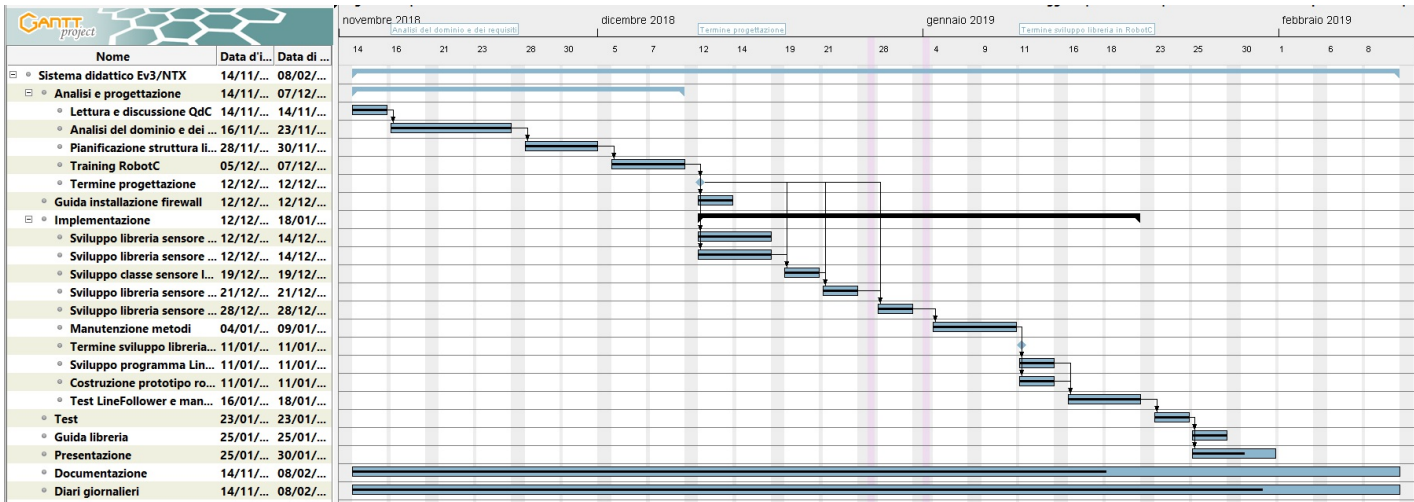 GANTT
project
Nome Data d'i... Data di ...
novembre 2018 dicembre 2018 gennaio 2019 febbraio 2019
Analisi del dominio e dei requisiti Termine progettazione Termine sviluppo libreria in RobotC
14 16 21 23 28 30 5 7 12 14 19 21 28 4 9 11 16 18 23 25 30 1 6 8
Sistema didattico Ev3/NTX 14/11/... 08/02/...
Analisi e progettazione 14/11/... 07/12/...
Lettura e discussione QdC 14/11/... 14/11/...
Analisi del dominio e dei ... 16/11/... 23/11/...
Pianificazione struttura li... 28/11/... 30/11/...
Training RobotC 05/12/... 07/12/...
Termine progettazione 12/12/... 12/12/...
Guida installazione firewall 12/12/... 12/12/...
Implementazione 12/12/... 18/01/...
Sviluppo libreria sensore ... 12/12/... 14/12/...
Sviluppo libreria sensore ... 12/12/... 14/12/...
Sviluppo classe sensore l... 19/12/... 19/12/...
Sviluppo libreria sensore ... 21/12/... 21/12/...
Sviluppo libreria sensore ... 28/12/... 28/12/...
Manutenzione metodi 04/01/... 09/01/...
Termine sviluppo libreria... 11/01/... 11/01/...
Sviluppo programma Lin... 11/01/... 11/01/...
Costruzione prototipo ro... 11/01/... 11/01/...
Test LineFollower e man... 16/01/... 18/01/...
Test 23/01/... 23/01/...
Guida libreria 25/01/... 25/01/...
Presentazione 25/01/... 30/01/...
Documentazione 14/11/... 08/02/...
Diari giornalieri 14/11/... 08/02/...